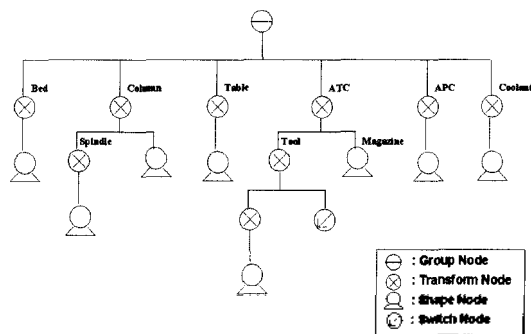 Bed
Column
Table
ATC
APC
Coolant
Spindle
Tool
Magazine
: Group Node
: Transform Node
: Shape Node
: Switch Node